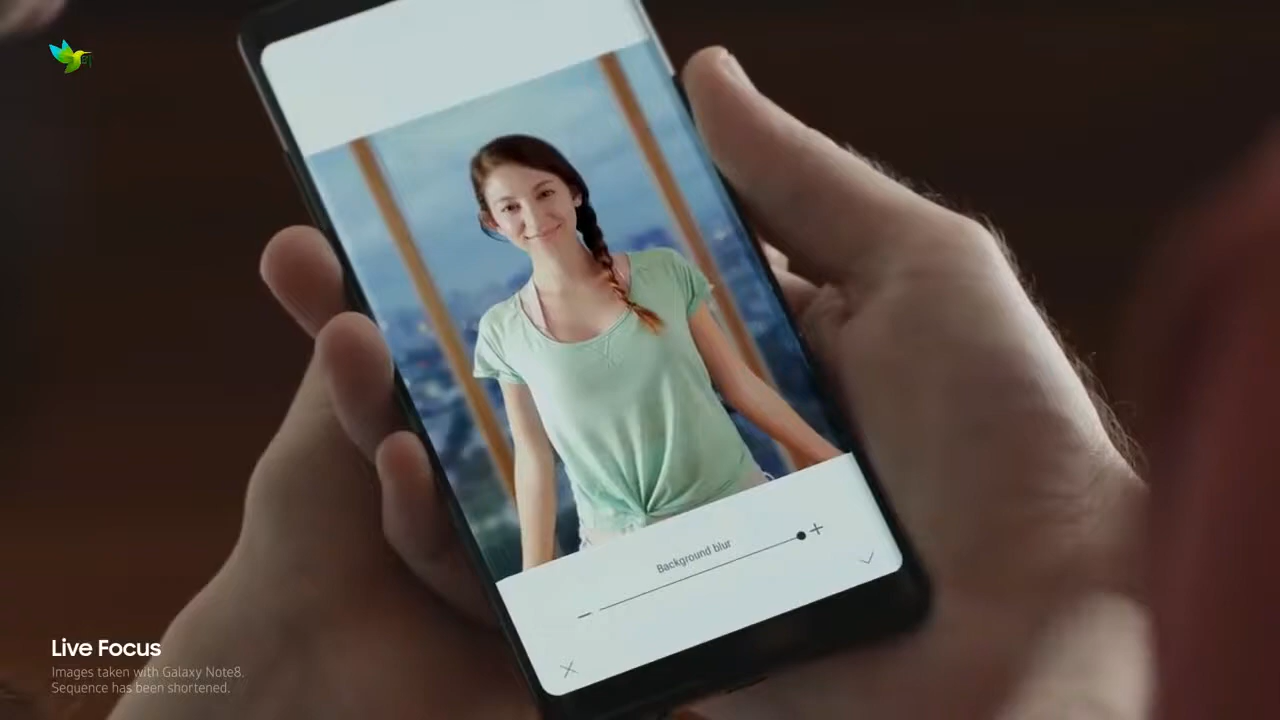 Background blur
Live Focus
Images taken with Galaxy Note8.
Sequence has been shortened.